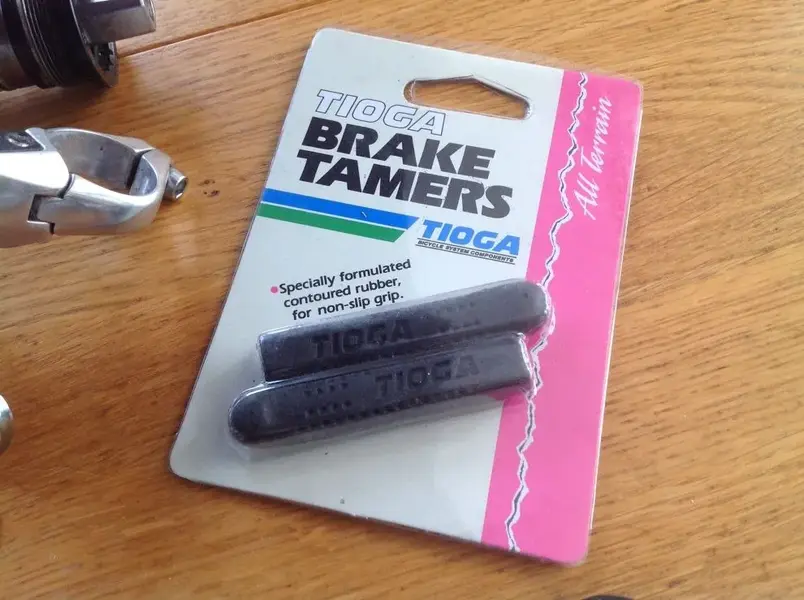 TIOGA
BRAKE
TAMERS
All Terrain
TIOGA
BICYCLE SYSTEM COMPONENTS
Specially formulated
contoured rubber,
for non-slip grip.
TIOGA
TIOGA